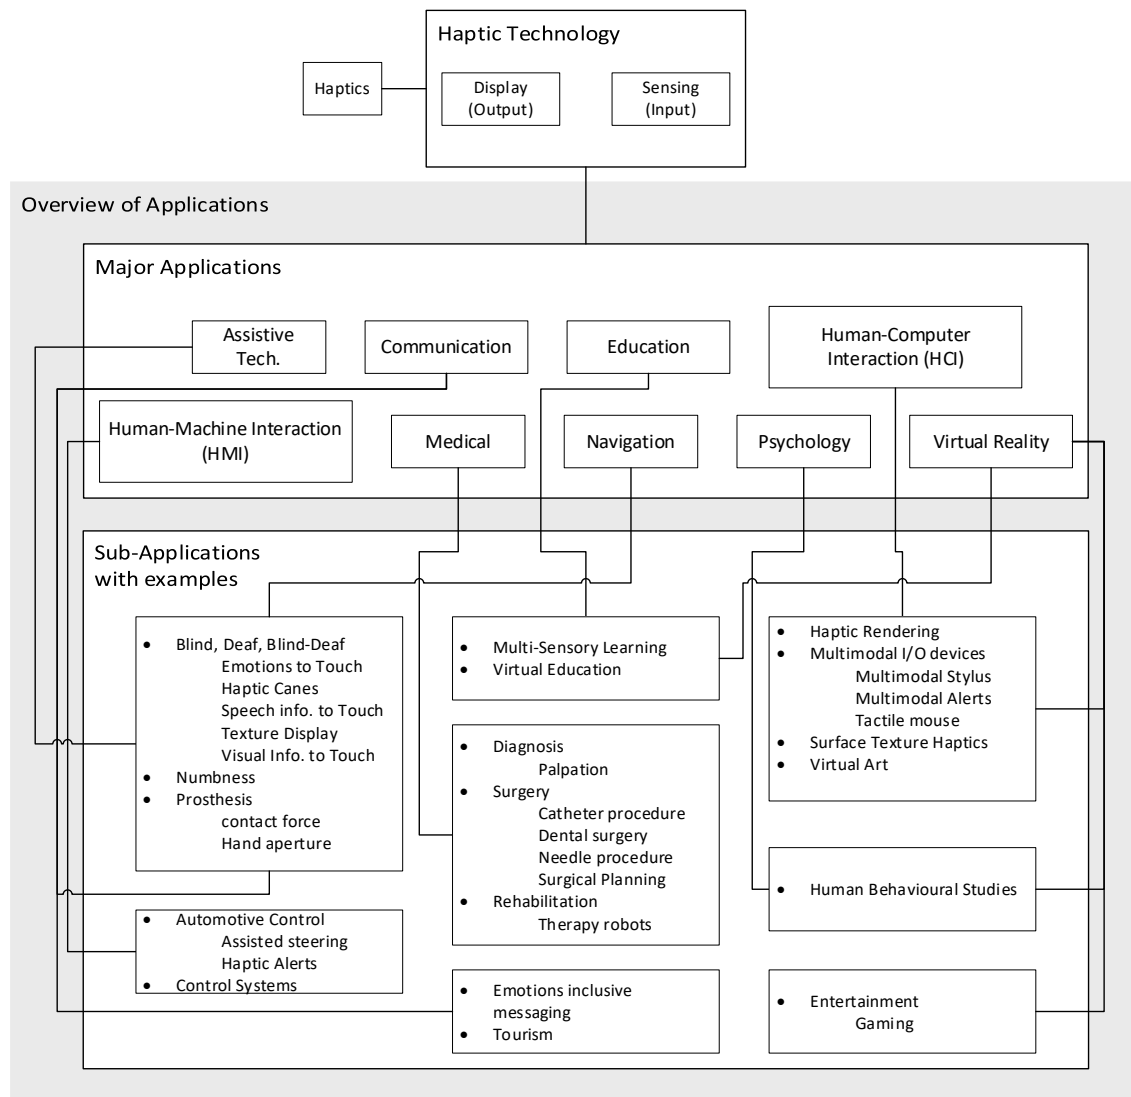 Haptic Technology
Haptics
Display
(Output)
Sensing
(Input)
Overview of Applications
Major Applications
Assistive
Tech.
Communication
Education
Human-Computer
Interaction (HCI)
Human-Machine Interaction
(HMI)
Medical
Navigation
Psychology
Virtual Reality
Sub-Applications
with examples
• Blind, Deaf, Blind-Deaf
Emotions to Touch
Haptic Canes
Speech info. to Touch
Texture Display
Visual Info. to Touch
• Numbness
• Prosthesis
contact force
Hand aperture
• Automotive Control
Assisted steering
Haptic Alerts
• Control Systems
• Multi-Sensory Learning
• Virtual Education
• Diagnosis
Palpation
• Surgery
Catheter procedure
Dental surgery
Needle procedure
Surgical Planning
• Rehabilitation
Therapy robots
• Emotions inclusive
messaging
• Tourism
• Haptic Rendering
• Multimodal I/O devices
Multimodal Stylus
Multimodal Alerts
Tactile mouse
• Surface Texture Haptics
• Virtual Art
• Human Behavioural Studies
• Entertainment
Gaming